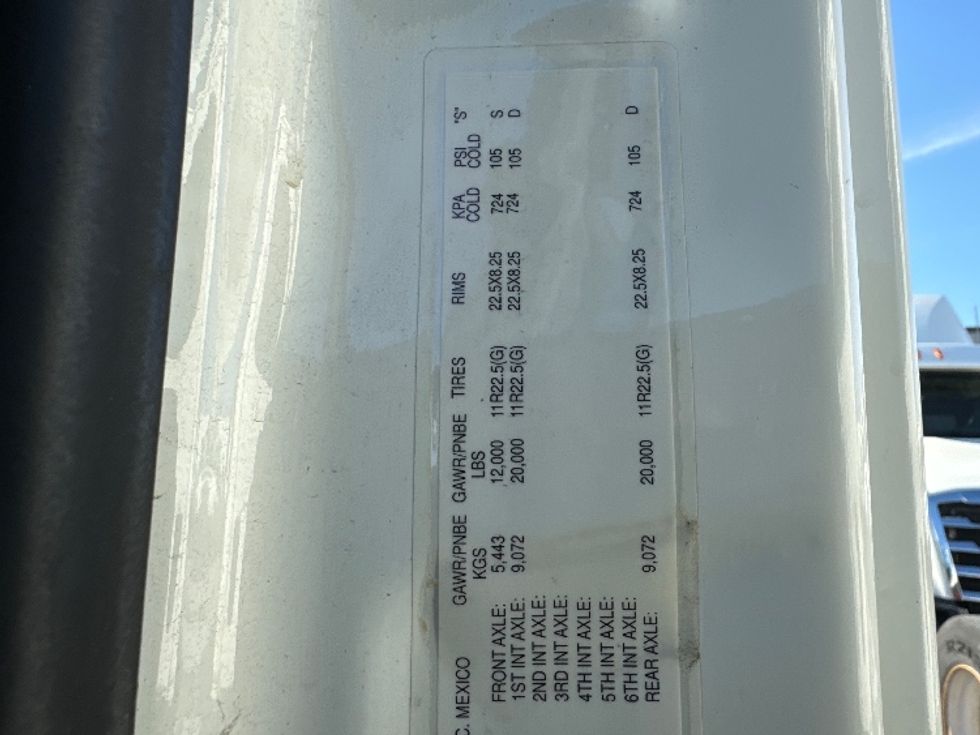 C. MEXICO
GAWR/PNBE GAWR/PNBE TIRES RIMS KPA PSI "S"
KGS LBS COLD COLD
FRONT AXLE: 5,443 12,000 11R22.5(G) 22.5X8.25 724 105 S
1ST INT AXLE: 9,072 20,000 11R22.5(G) 22.5X8.25 724 105 D
2ND INT AXLE:
3RD INT AXLE:
4TH INT AXLE:
5TH INT AXLE:
6TH INT AXLE:
REAR AXLE: 9,072 20,000 11R22.5(G) 22.5X8.25 724 105 D